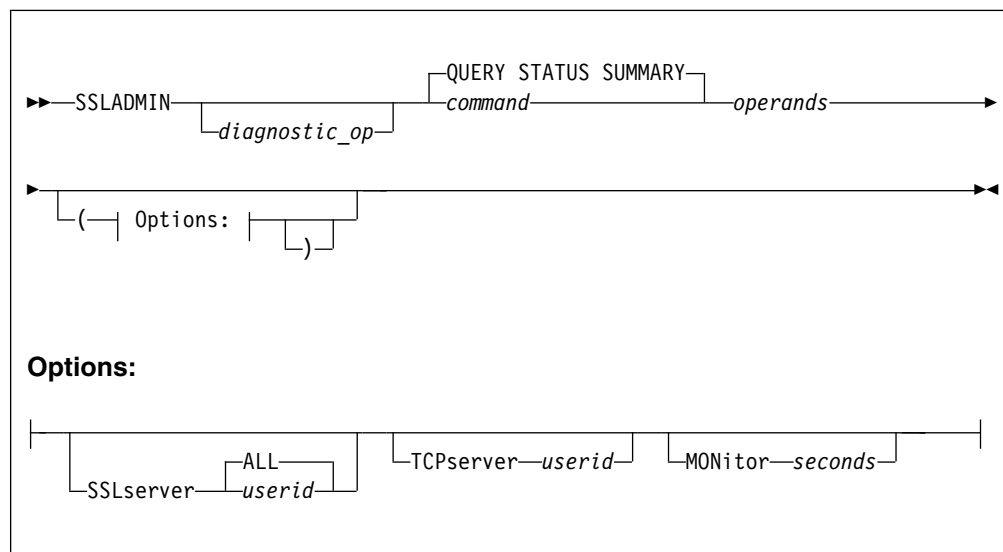 QUERY STATUS SUMMARY
SSLADMIN diagnostic_op command operands
( Options: )
Options:
SSLserver ALL userid TCPserver userid MONitor seconds